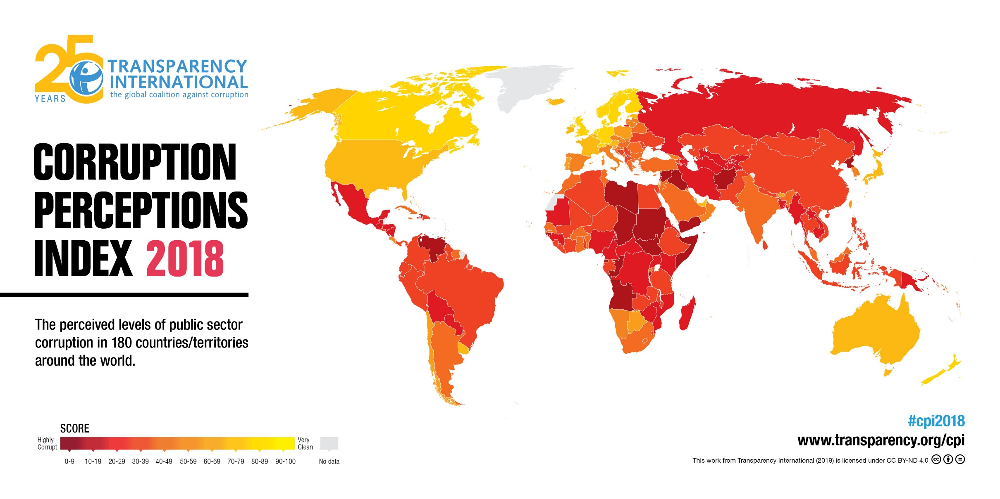 25
YEARS
TRANSPARENCY
INTERNATIONAL
the global coalition against corruption
CORRUPTION
PERCEPTIONS
INDEX 2018
The perceived levels of public sector
corruption in 180 countries/territories
around the world.
SCORE
Highly
Corrupt
Very
Clean
0-9 10-19 20-29 30-39 40-49 50-59 60-69 70-79 80-89 90-100 No data
#cpi2018
www.transparency.org/cpi
This work from Transparency International (2019) is licensed under CC BY-ND 4.0